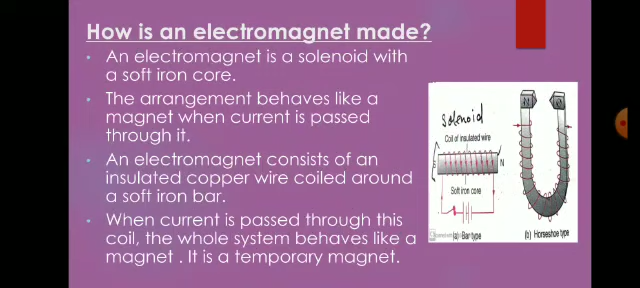 How is an electromagnet made?
• An electromagnet is a solenoid with
a soft iron core.
• The arrangement behaves like a
magnet when current is passed
through it.
• An electromagnet consists of an
insulated copper wire coiled around
a soft iron bar.
• When current is passed through this
coil, the whole system behaves like a
magnet . It is a temporary magnet.
Solenoid
Coil of insulated wire
S
N
Soft iron core
(a) Bar type
(b) Horseshoe type